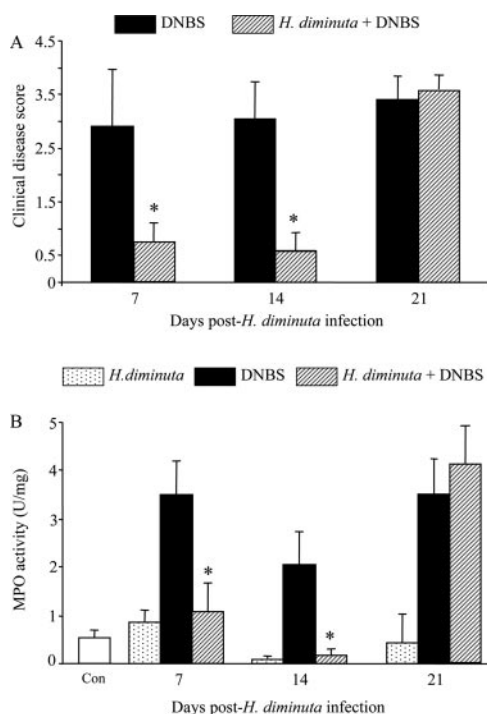 A
DNBS
H. diminuta + DNBS
Clinical disease score
4.5
3.5
2.5
1
0.5
0
*
*
7
14
21
Days post-H. diminuta infection
B
H.diminuta
DNBS
H. diminuta + DNBS
MPO activity (U/mg)
5
4
3
2
1
0
*
*
Con
7
14
21
Days post-H. diminuta infection